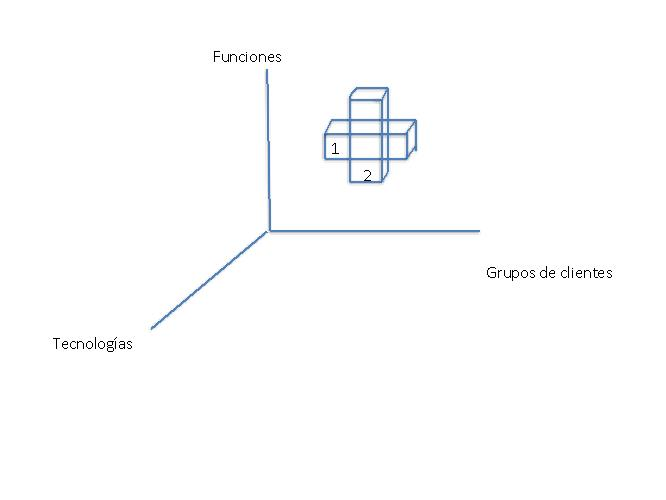 Funciones
1
2
Grupos de clientes
Tecnologías